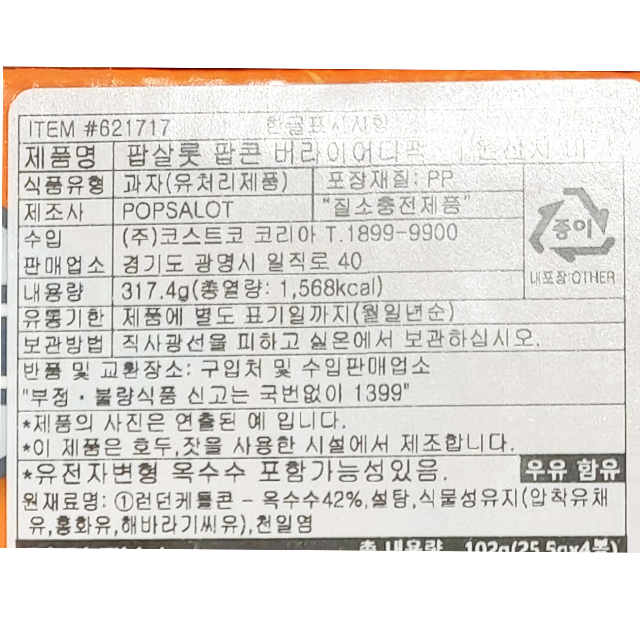 ITEM #621717 한글표시사항
제품명 팝살롯 팝콘 버라이어티팩 원산지
식품유형 과자(유처리제품) 포장재질: PP
제조사 POPSALOT "질소충전제품"
종이
수입 (주)코스트코 코리아 T.1899-9900
판매업소 경기도 광명시 일직로 40
내포장:OTHER
내용량 317.4g(총열량: 1,568kcal)
유통기한 제품에 별도 표기일까지(월일년순)
보관방법 직사광선을 피하고 실온에서 보관하십시오.
반품 및 교환장소: 구입처 및 수입판매업소
"부정·불량식품 신고는 국번없이 1399"
*제품의 사진은 연출된 예 입니다.
*이 제품은 호두,잣을 사용한 시설에서 제조합니다.
*유전자변형 옥수수 포함가능성있음. 우유 함유
원재료명: ①런던케틀콘 - 옥수수42%,설탕,식물성유지(압착유채
유,홍화유,해바라기씨유),천일염
총 내용량 102g(25.5gx4봉)